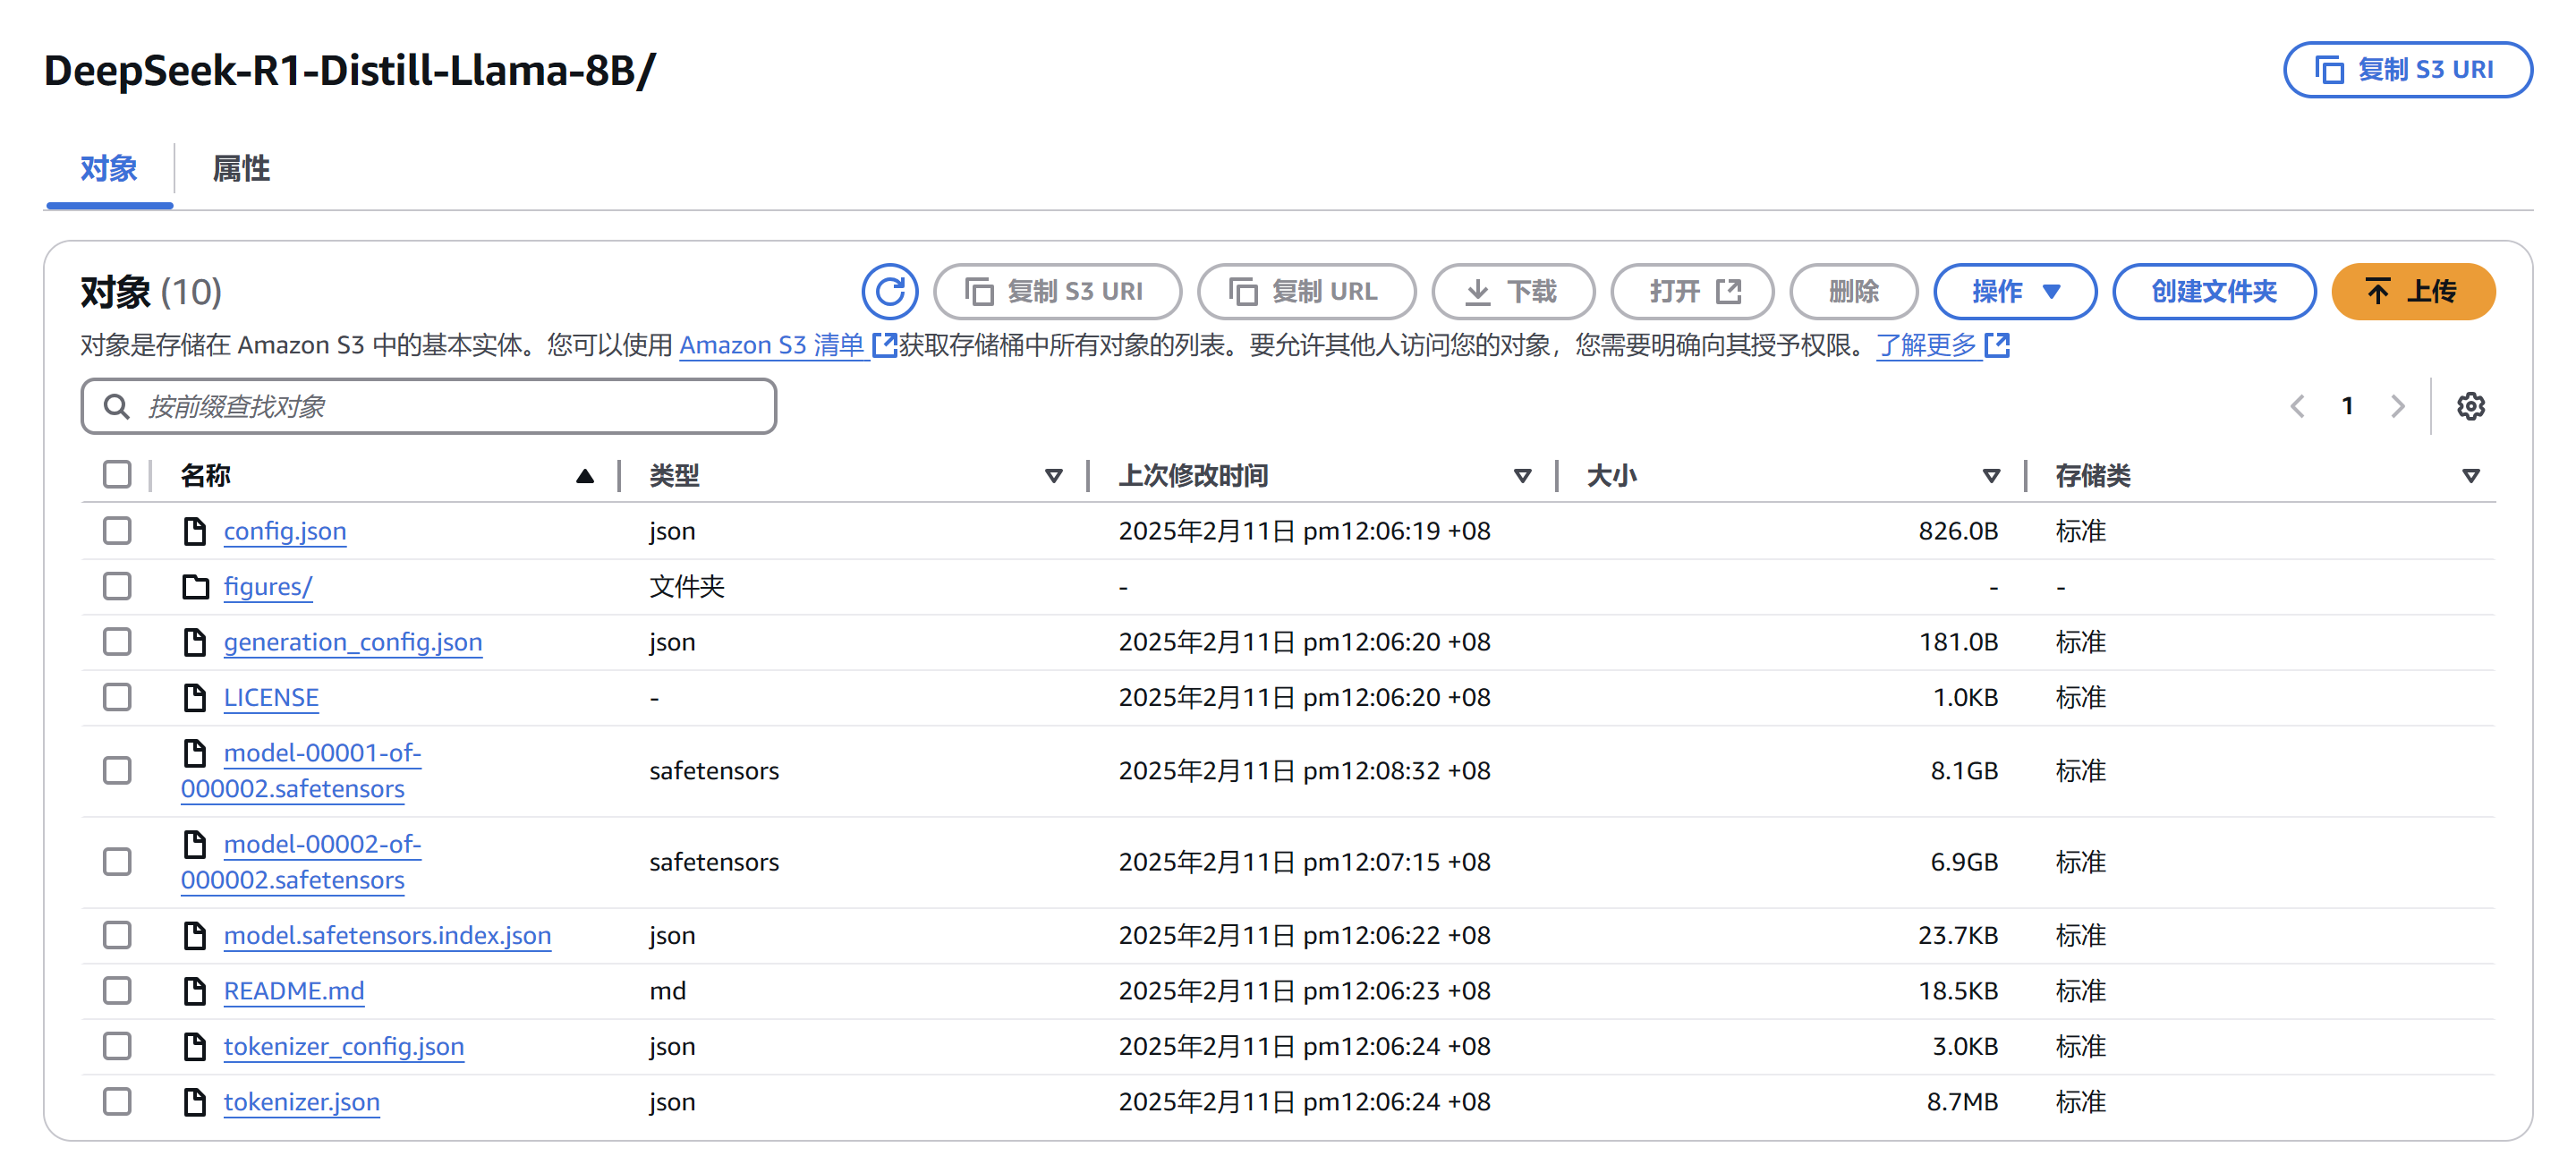 DeepSeek-R1-Distill-Llama-8B/
复制 S3 URI
对象
属性
对象 (10)
复制 S3 URI
复制 URL
下载
打开
删除
操作
创建文件夹
上传
对象是存储在 Amazon S3 中的基本实体。您可以使用 Amazon S3 清单 获取存储桶中所有对象的列表。要允许其他人访问您的对象，您需要明确向其授予权限。了解更多
按前缀查找对象
1
名称 类型 上次修改时间 大小 存储类
config.json json 2025年2月11日 pm12:06:19 +08 826.0B 标准
figures/ 文件夹 - - -
generation_config.json json 2025年2月11日 pm12:06:20 +08 181.0B 标准
LICENSE - 2025年2月11日 pm12:06:20 +08 1.0KB 标准
model-00001-of-
000002.safetensors safetensors 2025年2月11日 pm12:08:32 +08 8.1GB 标准
model-00002-of-
000002.safetensors safetensors 2025年2月11日 pm12:07:15 +08 6.9GB 标准
model.safetensors.index.json json 2025年2月11日 pm12:06:22 +08 23.7KB 标准
README.md md 2025年2月11日 pm12:06:23 +08 18.5KB 标准
tokenizer_config.json json 2025年2月11日 pm12:06:24 +08 3.0KB 标准
tokenizer.json json 2025年2月11日 pm12:06:24 +08 8.7MB 标准